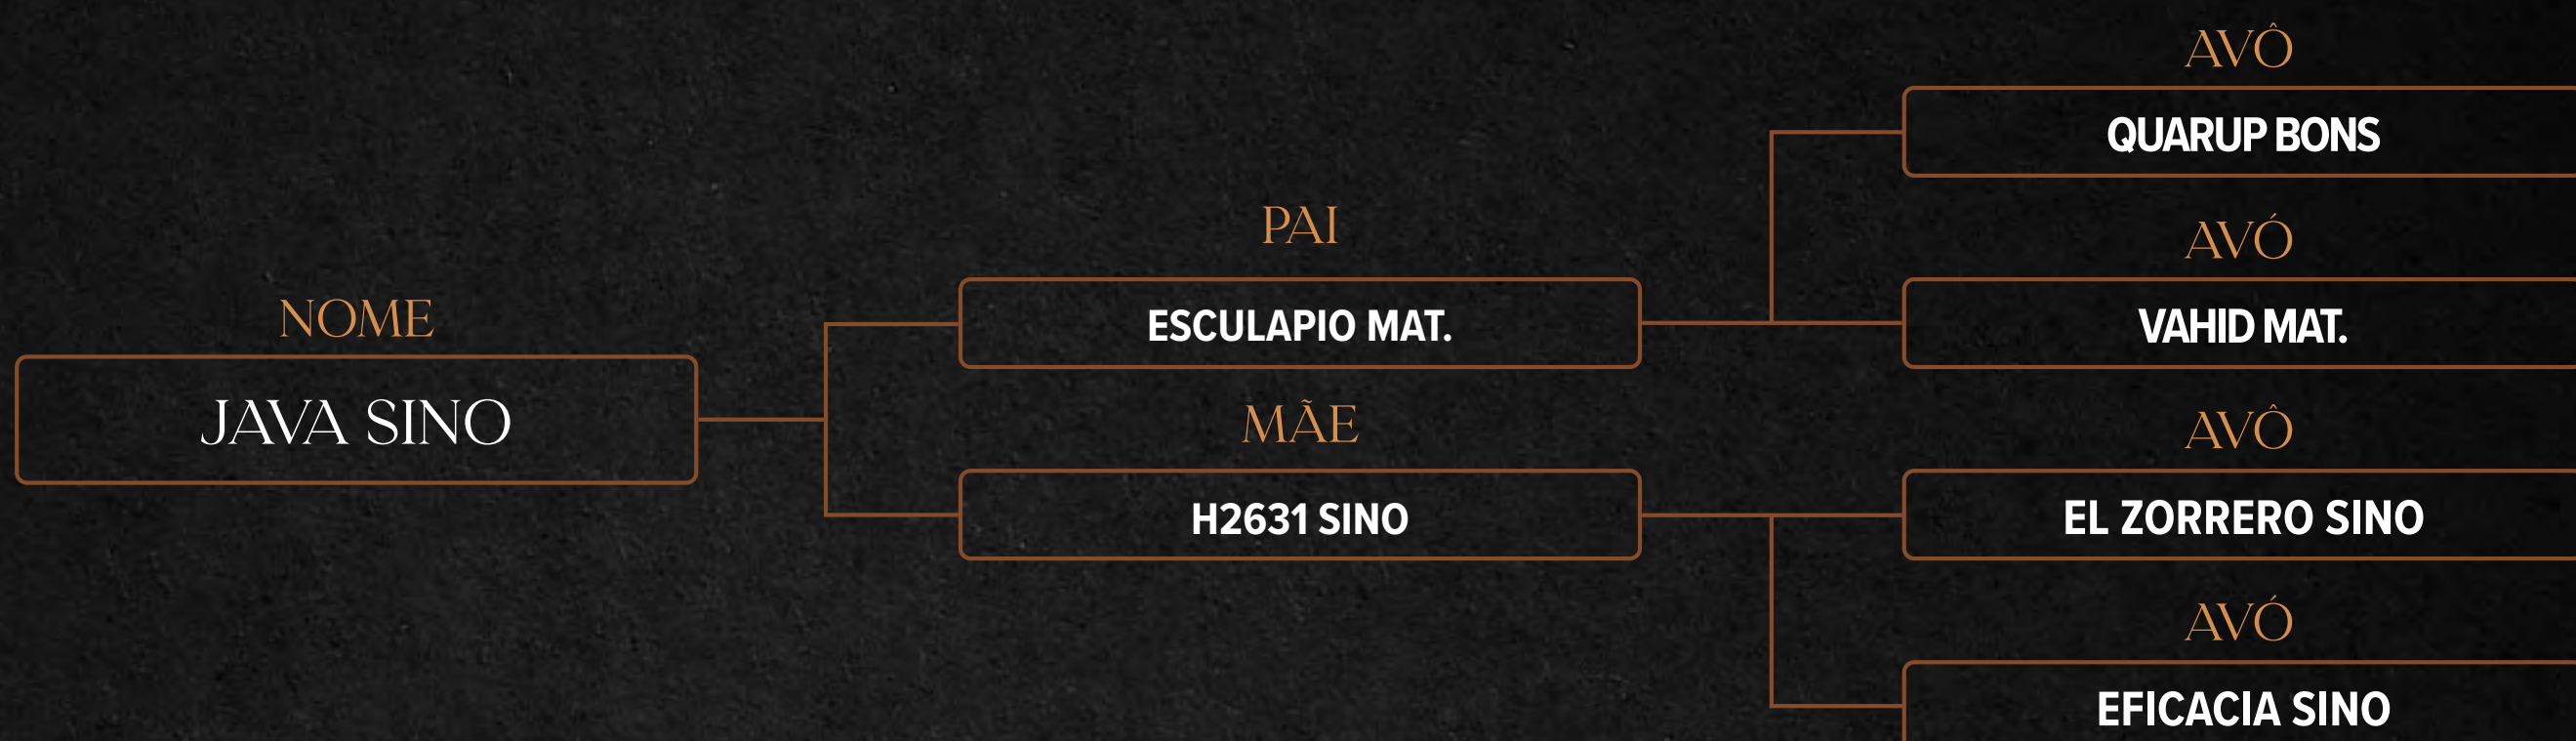 NOME
JAVA SINO
PAI
ESCULAPIO MAT.
MÃE
H2631 SINO
AVÔ
QUARUP BONS
AVÓ
VAHID MAT.
AVÔ
EL ZORRERO SINO
AVÓ
EFICACIA SINO